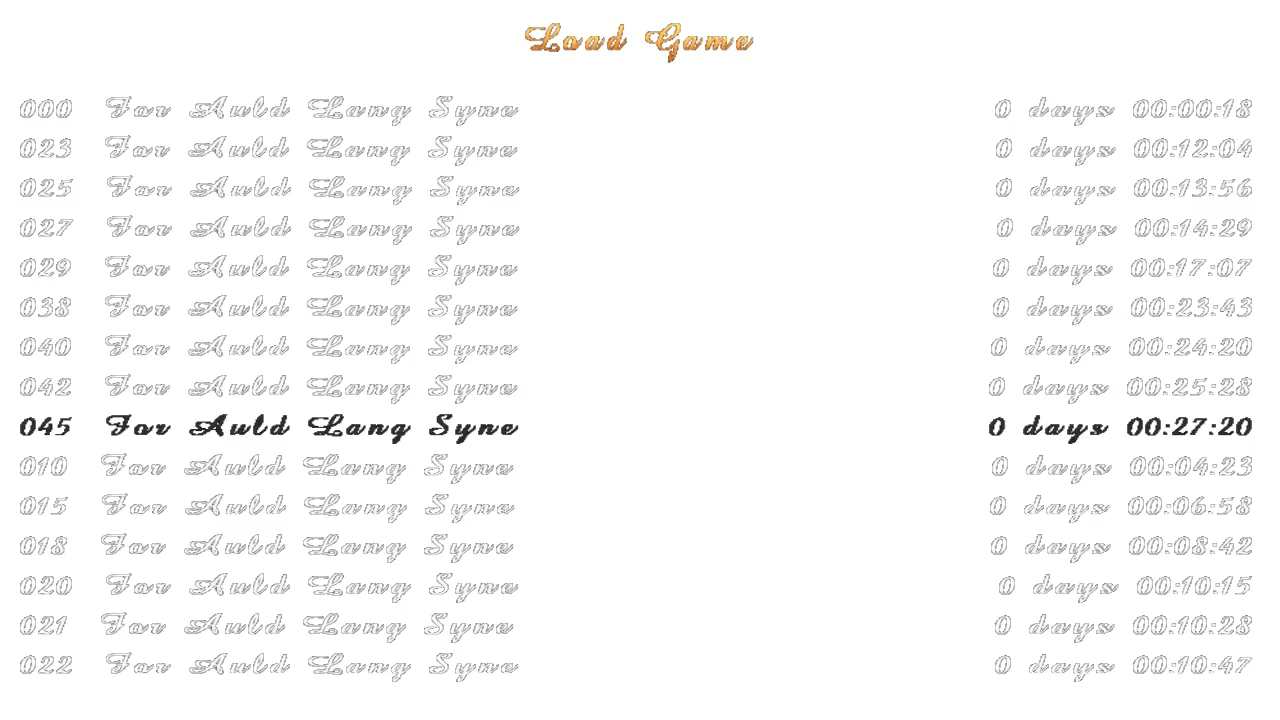 Load Game
000 For Auld Lang Syne 0 days 00:00:18
023 For Auld Lang Syne 0 days 00:12:04
025 For Auld Lang Syne 0 days 00:13:56
027 For Auld Lang Syne 0 days 00:14:29
029 For Auld Lang Syne 0 days 00:17:07
038 For Auld Lang Syne 0 days 00:23:43
040 For Auld Lang Syne 0 days 00:24:20
042 For Auld Lang Syne 0 days 00:25:28
045 For Auld Lang Syne 0 days 00:27:20
010 For Auld Lang Syne 0 days 00:04:23
015 For Auld Lang Syne 0 days 00:06:58
018 For Auld Lang Syne 0 days 00:08:42
020 For Auld Lang Syne 0 days 00:10:15
021 For Auld Lang Syne 0 days 00:10:28
022 For Auld Lang Syne 0 days 00:10:47